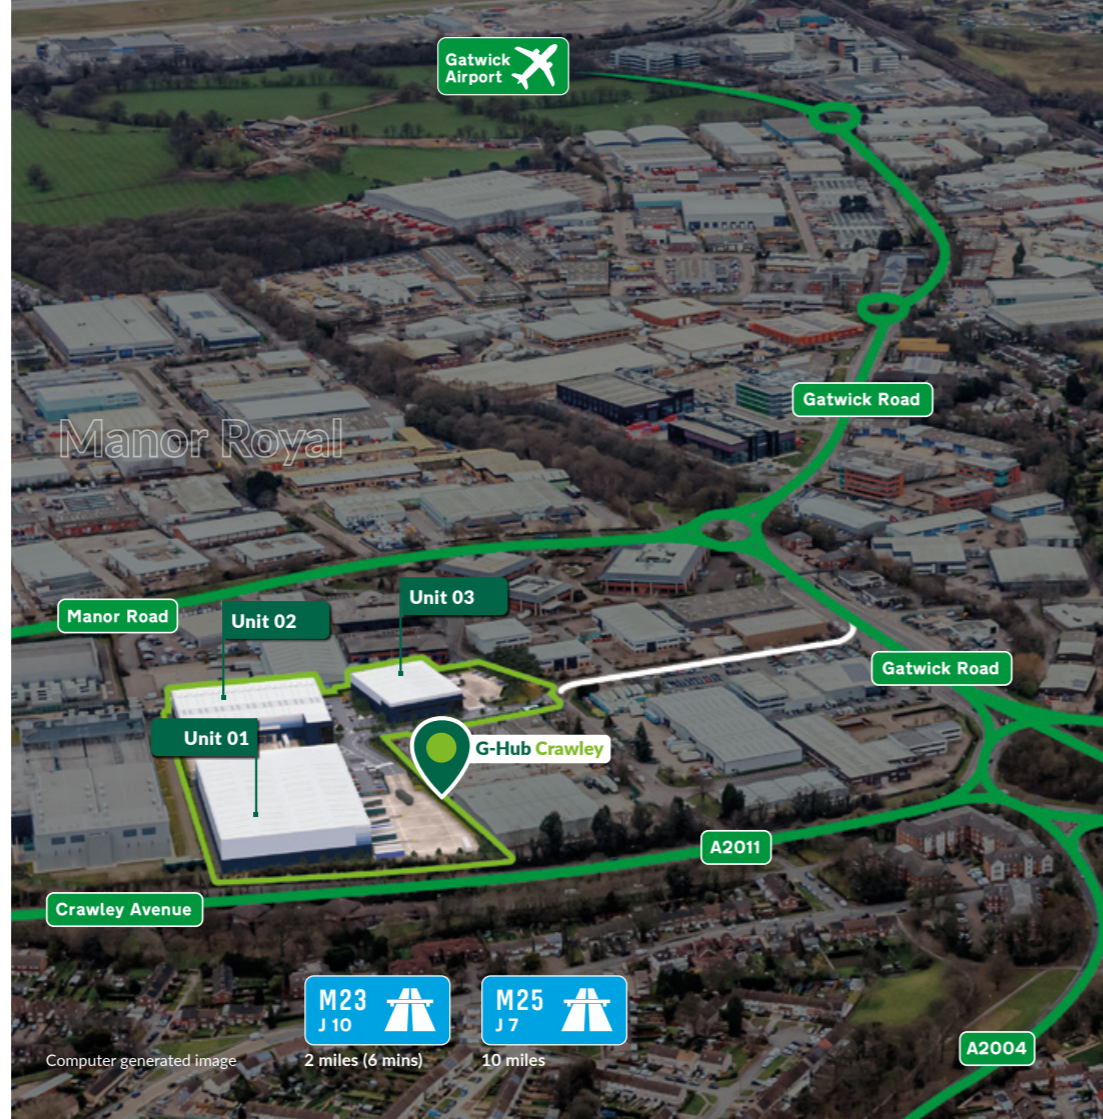 Gatwick
Airport
Gatwick Road
Manor Royal
Manor Road
Unit 03
Unit 02
Gatwick Road
Unit 01
G-Hub Crawley
A2011
Crawley Avenue
M23
J 10
2 miles (6 mins)
M25
J 7
10 miles
A2004
Computer generated image